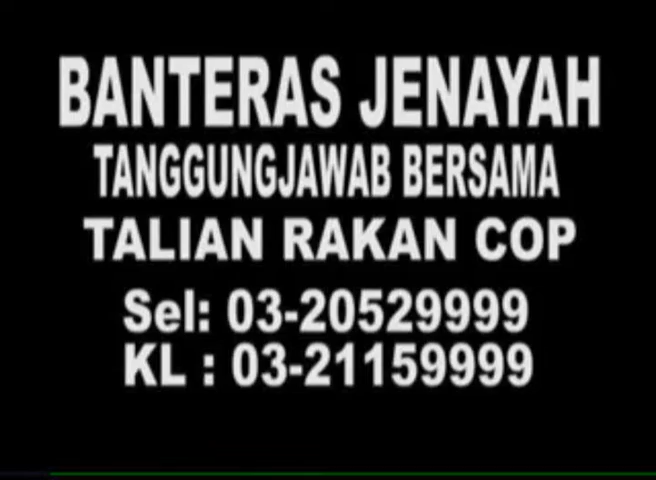 BANTERAS JENAYAH
TANGGUNGJAWAB BERSAMA
TALIAN RAKAN COP
Sel: 03-20529999
KL : 03-21159999